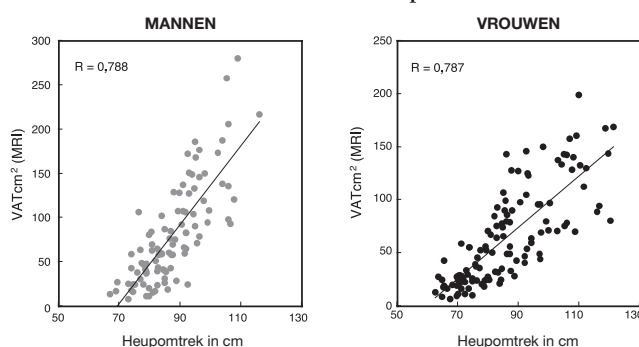 MANNEN
300
250
200
150
100
50
0
R = 0,788
VATcm² (MRI)
50
70
90
110
130
Heupomtrek in cm
VROUWEN
250
200
150
100
50
0
R = 0,787
VATcm² (MRI)
50
70
90
110
130
Heupomtrek in cm